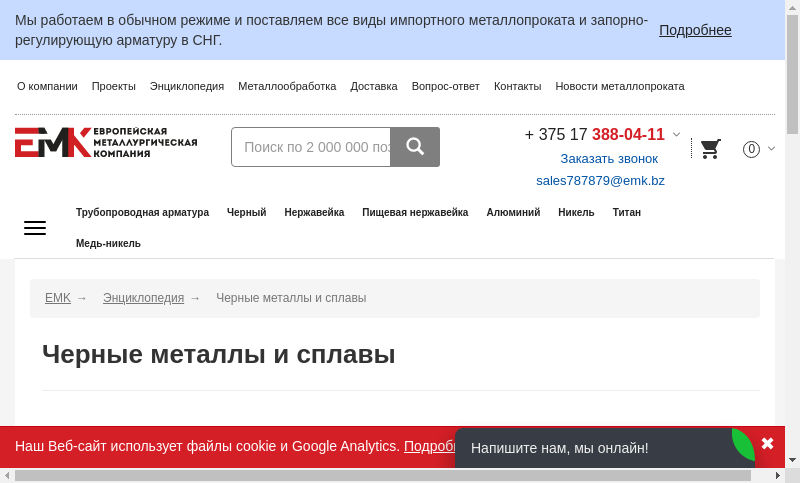 Мы работаем в обычном режиме и поставляем все виды импортного металлопроката и запорно-
регулирующую арматуру в СНГ.
Подробнее
О компании Проекты Энциклопедия Металлообработка Доставка Вопрос-ответ Контакты Новости металлопроката
ЕМК ЕВРОПЕЙСКАЯ
МЕТАЛЛУРГИЧЕСКАЯ
КОМПАНИЯ
Поиск по 2 000 000 поз
+ 375 17 388-04-11
Заказать звонок
sales787879@emk.bz
0
Трубопроводная арматура Черный Нержавейка Пищевая нержавейка Алюминий Никель Титан
Медь-никель
EMK → Энциклопедия → Черные металлы и сплавы
Черные металлы и сплавы
Наш Веб-сайт использует файлы cookie и Google Analytics.
Напишите нам, мы онлайн!